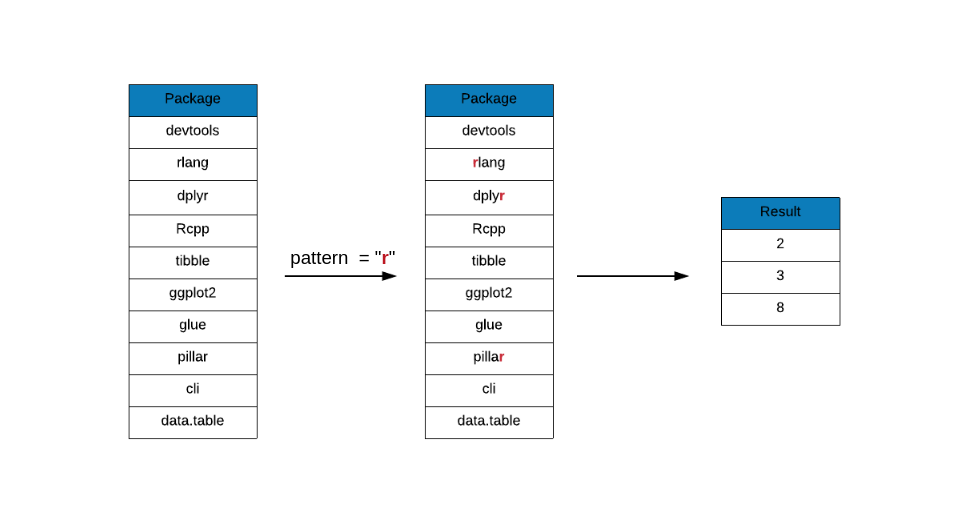 Package
devtools
rlang
dplyr
Rcpp
tibble
ggplot2
glue
pillar
cli
data.table
pattern = "r"
Package
devtools
rlang
dplyr
Rcpp
tibble
ggplot2
glue
pillar
cli
data.table
Result
2
3
8